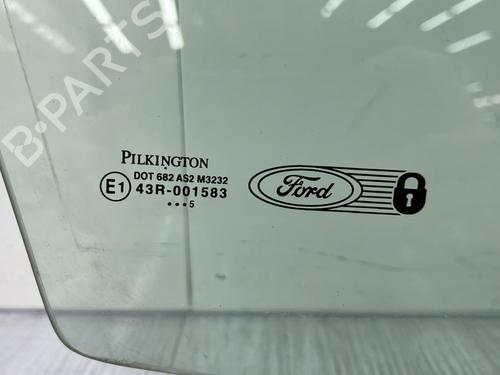 B-PARTS
PILKINGTON
DOT 682 AS2 M3232
E1 43R-001583
•••5
Ford